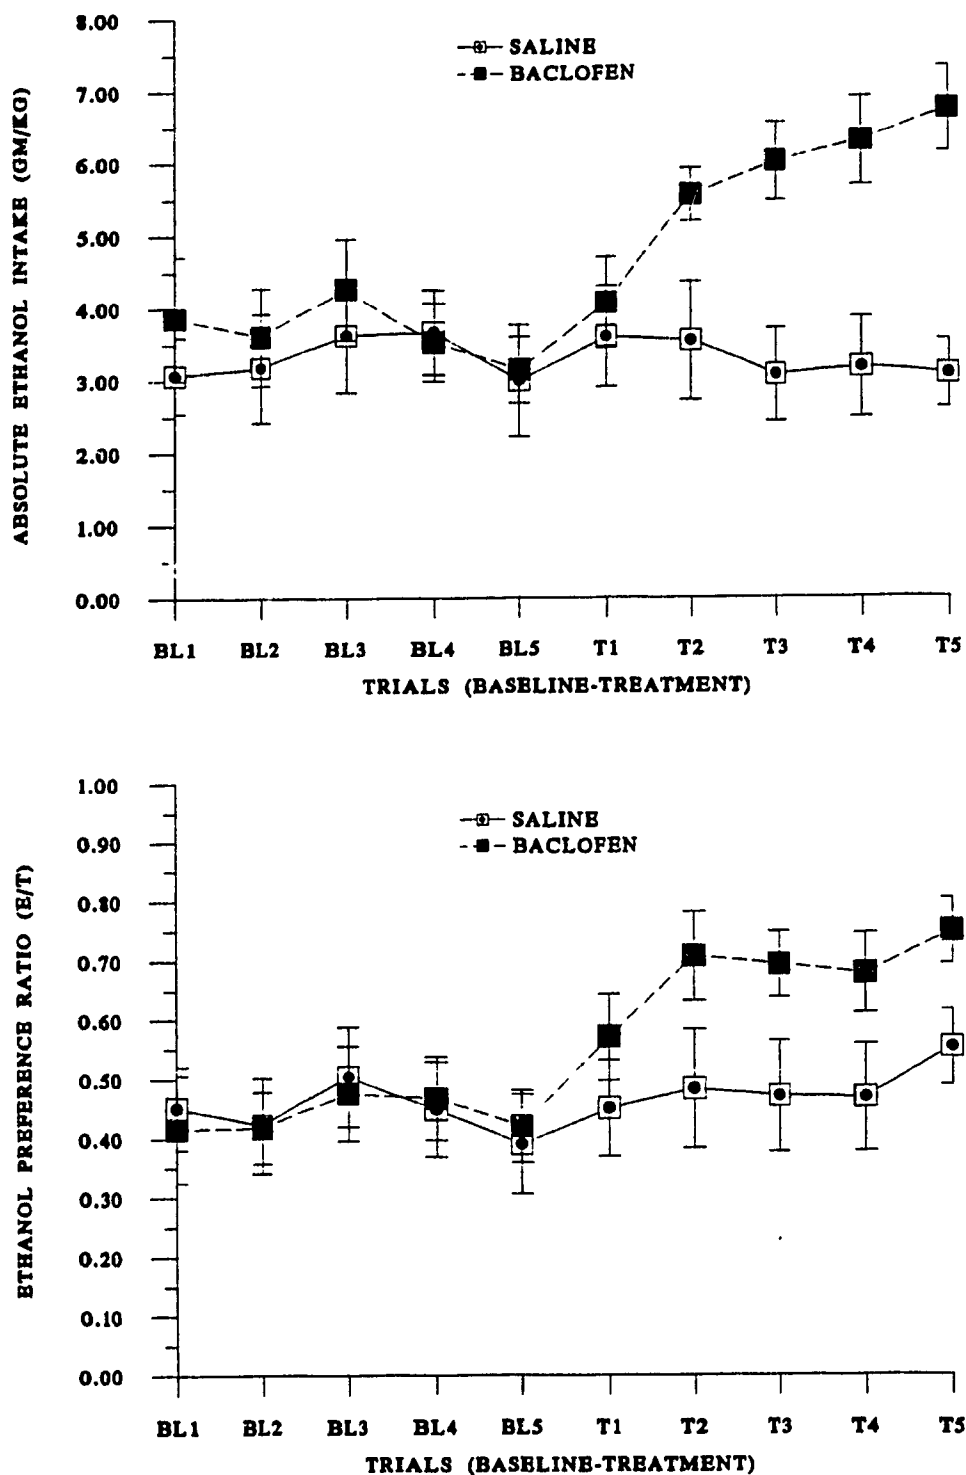 8.00
7.00
6.00
5.00
4.00
3.00
2.00
1.00
0.00
ABSOLUTE ETHANOL INTAKE (GM/KG)
SALINE
BACLOFEN
BL1 BL2 BL3 BL4 BL5 T1 T2 T3 T4 T5
TRIALS (BASELINE-TREATMENT)
1.00
0.90
0.80
0.70
0.60
0.50
0.40
0.30
0.20
0.10
0.00
ETHANOL PREFERENCE RATIO (E/T)
SALINE
BACLOFEN
BL1 BL2 BL3 BL4 BL5 T1 T2 T3 T4 T5
TRIALS (BASELINE-TREATMENT)